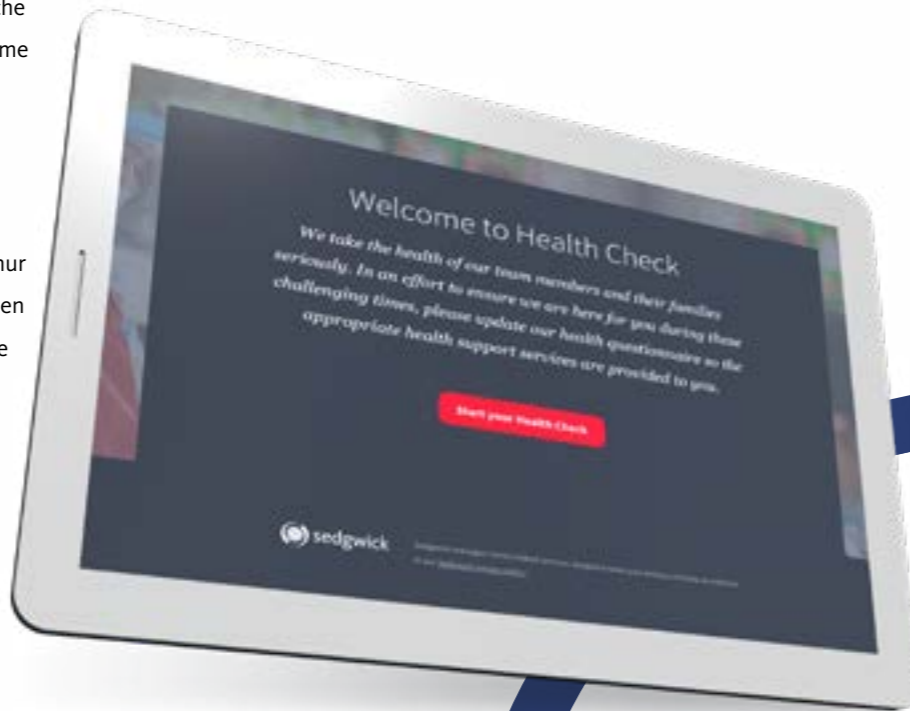 the
me
hur
en
e
Welcome to Health Check
We take the health of our team members and their families
seriously. In an effort to ensure we are here for you during these
challenging times, please update our health questionnaire so the
appropriate health support services are provided to you.
Start your Health Check
sedgwick